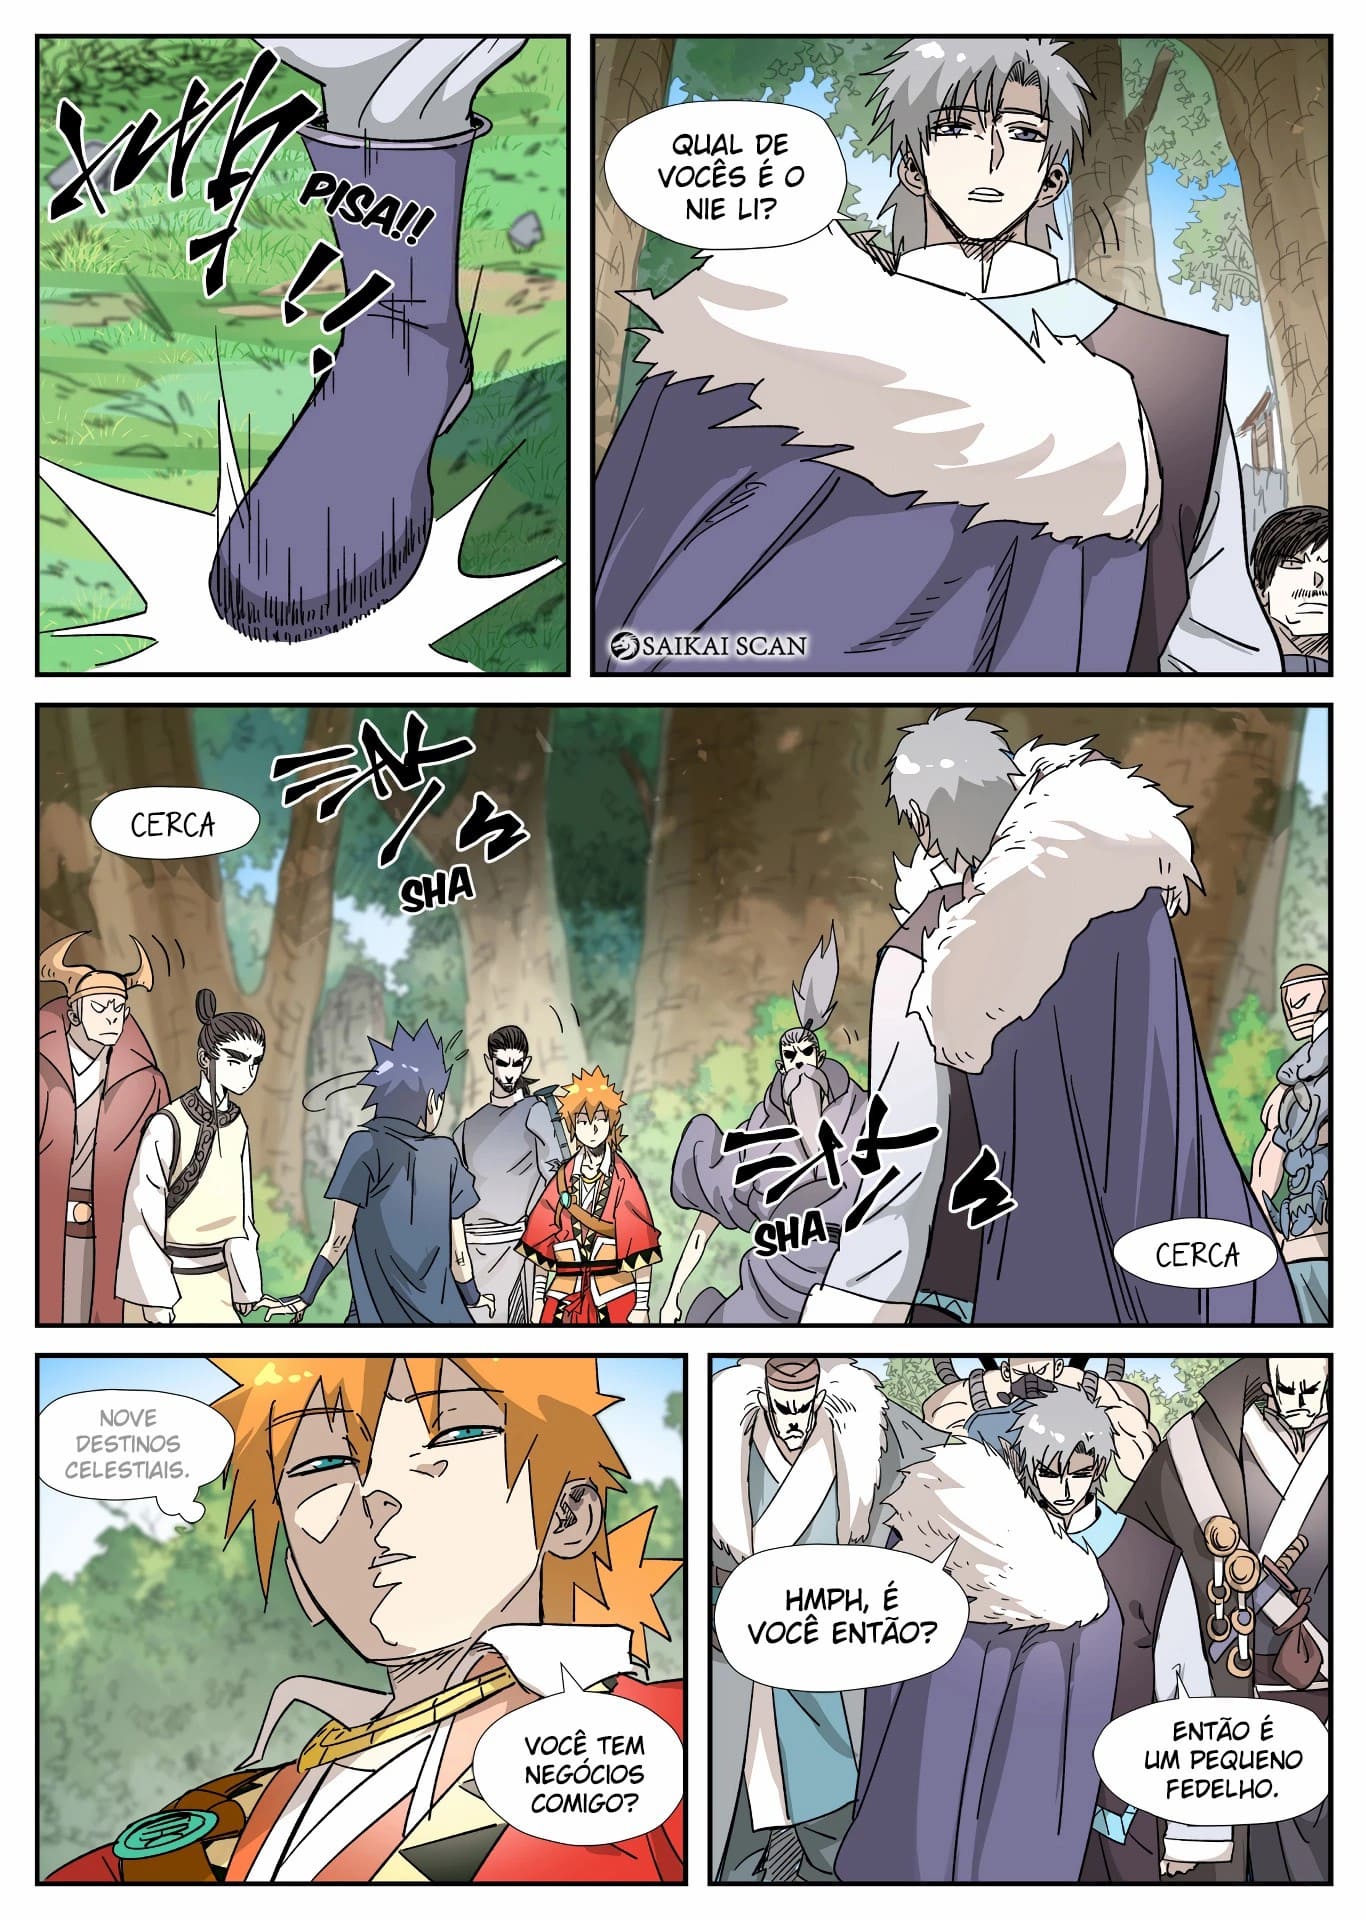 PISA!!
QUAL DE
VOCÊS É O
NIE LI?
SAIKAI SCAN
CERCA
SHA
SHA
CERCA
NOVE
DESTINOS
CELESTIAIS.
VOCÊ TEM
NEGÓCIOS
COMIGO?
HMPH, É
VOCÊ ENTÃO?
ENTÃO É
UM PEQUENO
FEDELHO.